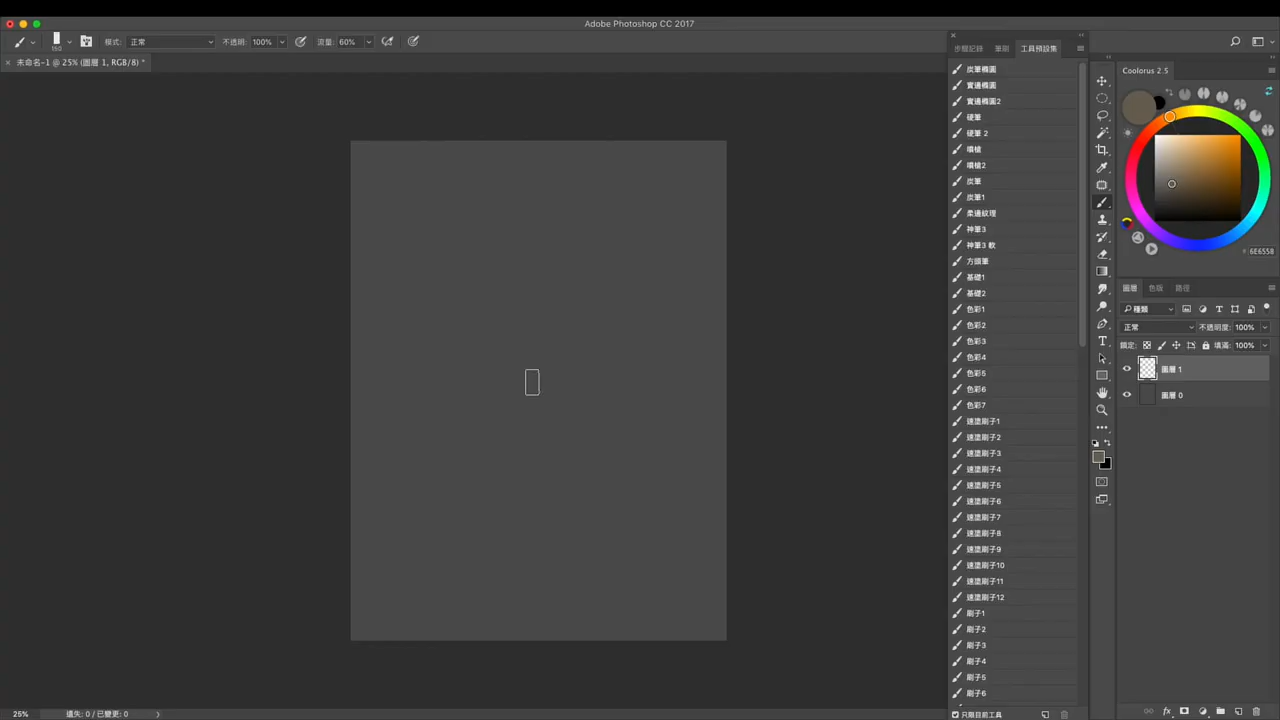 Adobe Photoshop CC 2017
150
模式: 正常
不透明: 100%
流量: 60%
未命名-1 @ 25% (圖層 1, RGB/8) *
步驟記錄
筆刷
工具預設集
炭筆橢圓
實邊橢圓
實邊橢圓2
硬筆
硬筆 2
噴槍
噴槍2
炭筆
炭筆1
柔邊紋理
神筆3
神筆3 軟
方頭筆
基礎1
基礎2
色彩1
色彩2
色彩3
色彩4
色彩5
色彩6
色彩7
速塗刷子1
速塗刷子2
速塗刷子3
速塗刷子4
速塗刷子5
速塗刷子6
速塗刷子7
速塗刷子8
速塗刷子9
速塗刷子10
速塗刷子11
速塗刷子12
刷子1
刷子2
刷子3
刷子4
刷子5
刷子6
只限目前工具
Coolorus 2.5
6E6558
圖層
色版
路徑
種類
正常
不透明度: 100%
鎖定:
填滿: 100%
圖層 1
圖層 0
25%
遺失: 0 / 已變更: 0